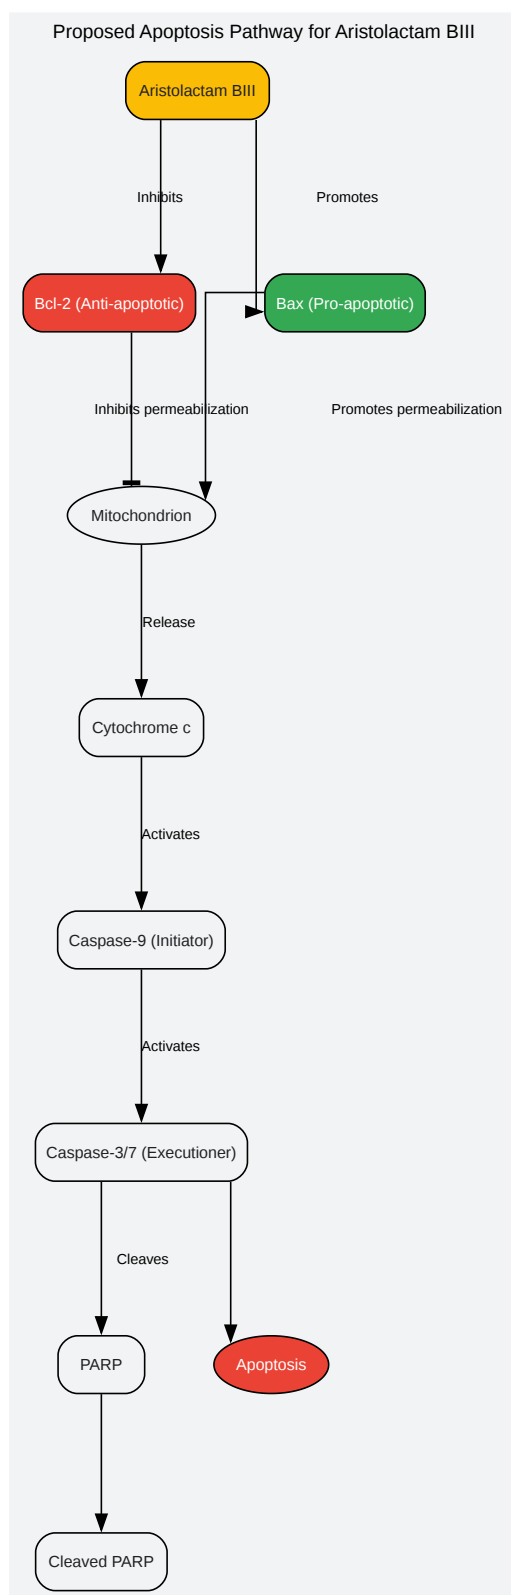 Proposed Apoptosis Pathway for Aristolactam BIII
Aristolactam BIII
Inhibits
Promotes
Bcl-2 (Anti-apoptotic)
Bax (Pro-apoptotic)
Inhibits permeabilization
Promotes permeabilization
Mitochondrion
Release
Cytochrome c
Activates
Caspase-9 (Initiator)
Activates
Caspase-3/7 (Executioner)
Cleaves
PARP
Apoptosis
Cleaved PARP